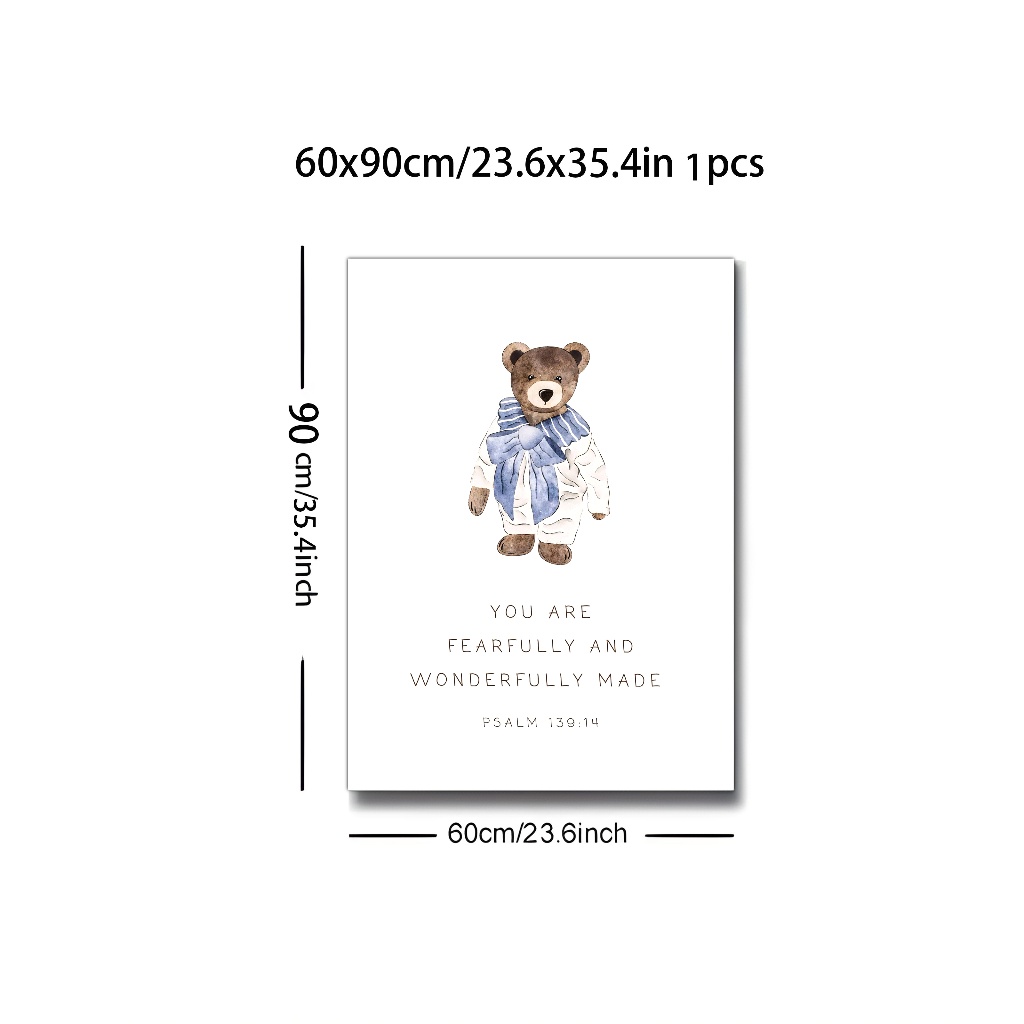 60x90cm/23.6x35.4in 1pcs
90 cm/35.4inch
YOU ARE
FEARFULLY AND
WONDERFULLY MADE
PSALM 139:14
60cm/23.6inch